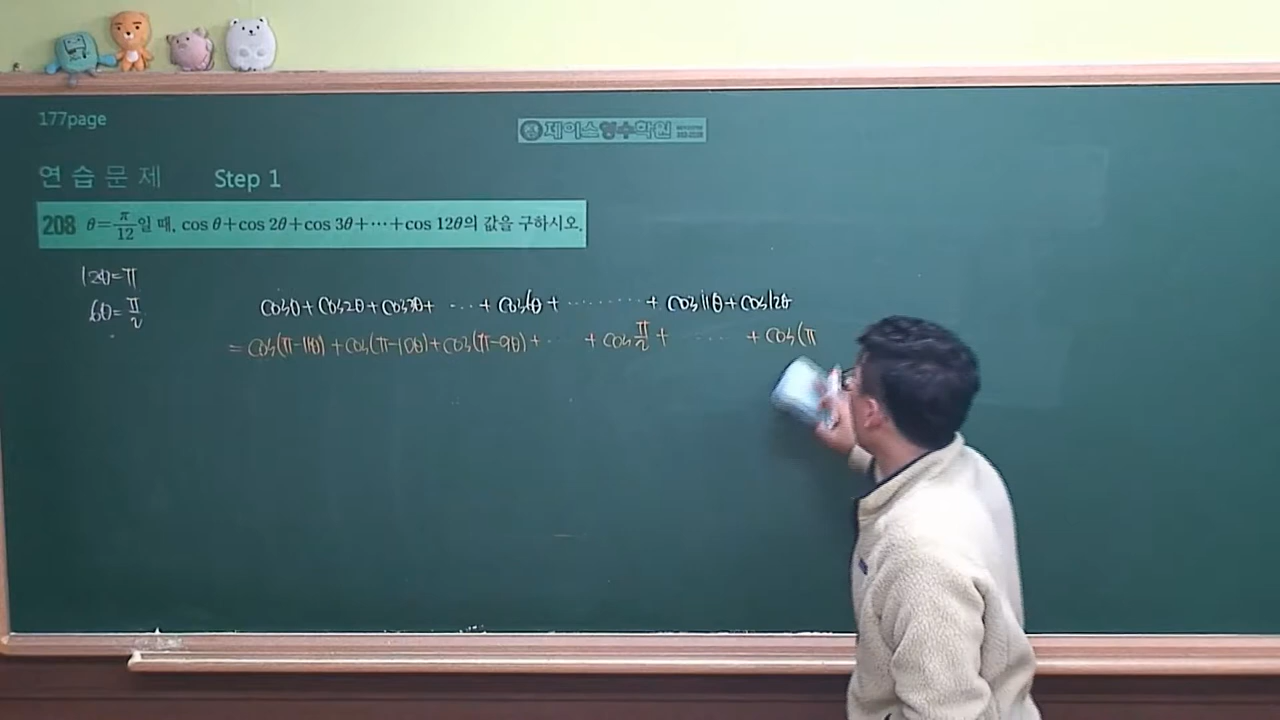 177page
제이스영수학원
연습문제 Step 1
208 θ=π/12일 때, cos θ+cos 2θ+cos 3θ+⋯+cos 12θ의 값을 구하시오.
12θ=π
6θ=π/2
cosθ+cos2θ+cos3θ+ ⋯ +cos6θ+ ⋯⋯ +cos11θ+cos12θ
=cos(π-11θ)+cos(π-10θ)+cos(π-9θ)+ ⋯ +cos π/2+ ⋯⋯ +cos(π